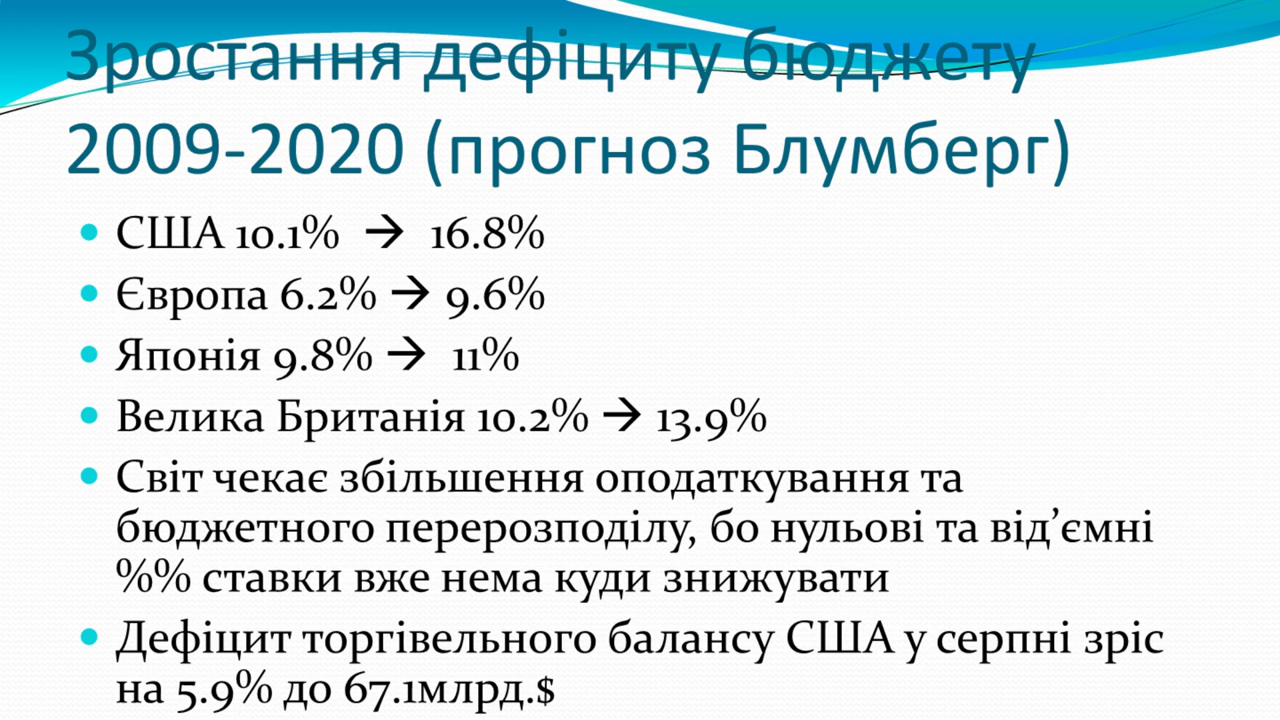 Зростання дефіциту бюджету
2009-2020 (прогноз Блумберг)
• США 10.1% → 16.8%
• Європа 6.2% → 9.6%
• Японія 9.8% → 11%
• Велика Британія 10.2% → 13.9%
• Світ чекає збільшення оподаткування та
бюджетного перерозподілу, бо нульові та від’ємні
%% ставки вже нема куди знижувати
• Дефіцит торгівельного балансу США у серпні зріс
на 5.9% до 67.1млрд.$